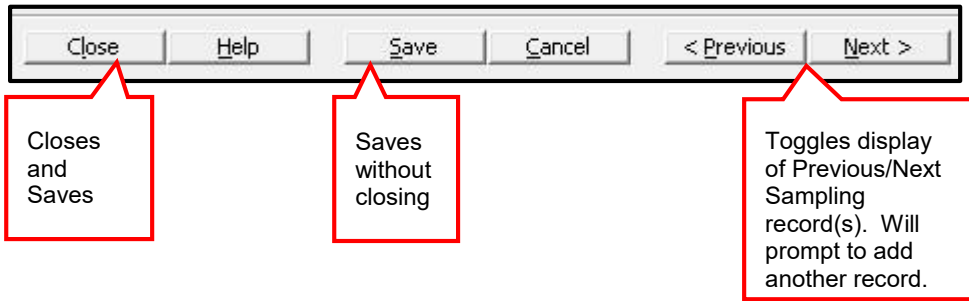 Close Help Save Cancel < Previous Next >
Closes
and
Saves
Saves
without
closing
Toggles display
of Previous/Next
Sampling
record(s).  Will
prompt to add
another record.